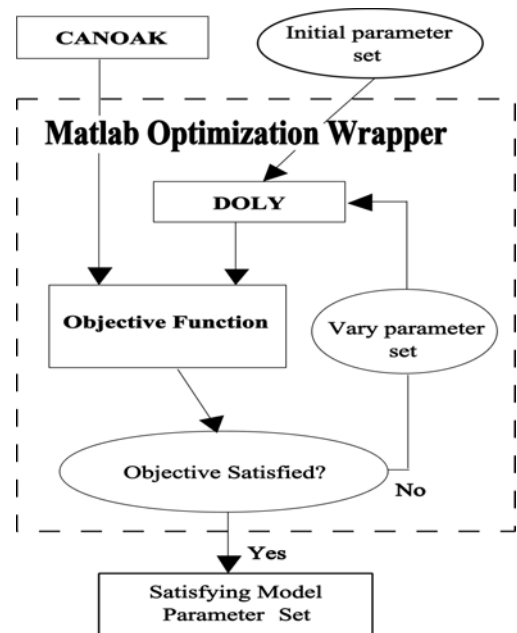 CANOAK
Initial parameter
set
Matlab Optimization Wrapper
DOLY
Objective Function
Vary parameter
set
Objective Satisfied?
No
Yes
Satisfying Model
Parameter Set